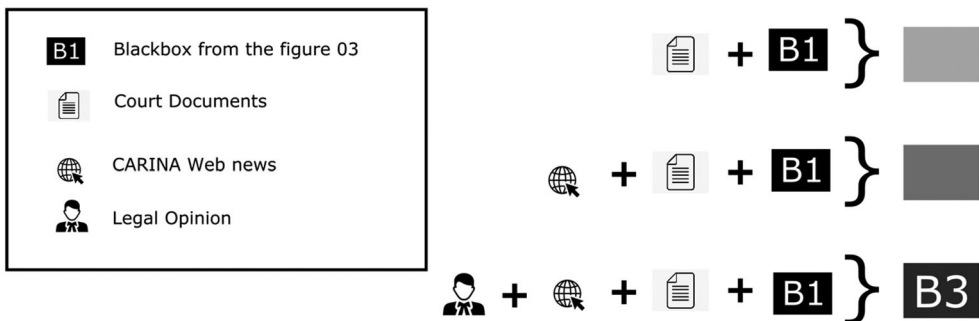 B1 Blackbox from the figure 03
Court Documents
CARINA Web news
Legal Opinion
+ B1 }
+ + B1 }
+ + + B1 } B3